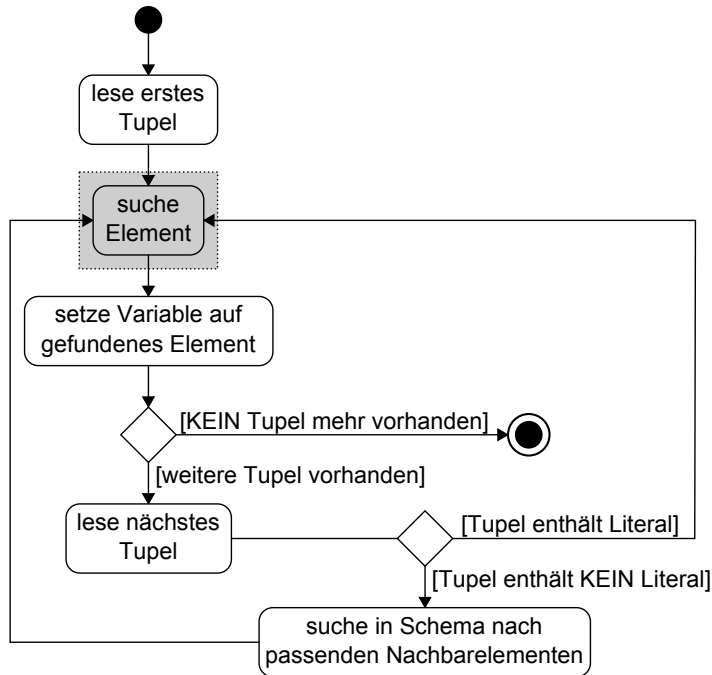 lese erstes
Tupel
suche
Element
setze Variable auf
gefundenes Element
[KEIN Tupel mehr vorhanden]
[weitere Tupel vorhanden]
lese nächstes
Tupel
[Tupel enthält Literal]
[Tupel enthält KEIN Literal]
suche in Schema nach
passenden Nachbarelementen